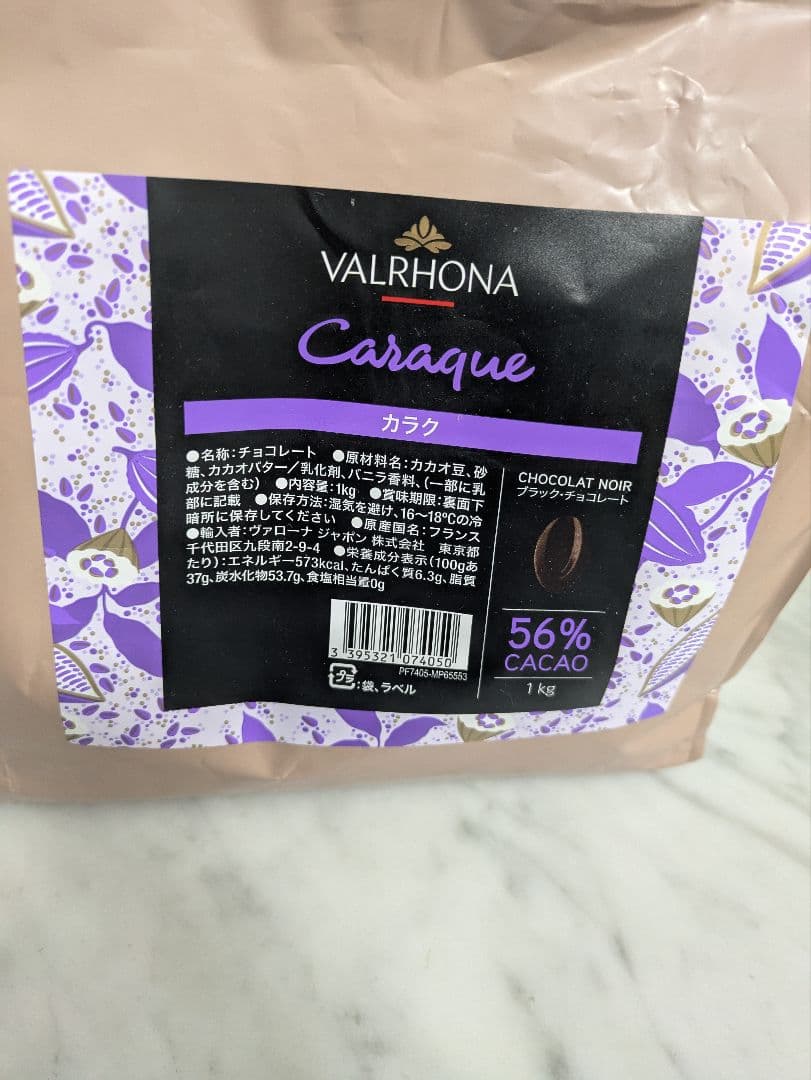 VALRHONA
Caraque
カラク
●名称:チョコレート ●原材料名:カカオ豆、砂
糖、カカオバター/乳化剤、バニラ香料、(一部に乳
成分を含む) ●内容量:1kg ●賞味期限:裏面下
部に記載 ●保存方法:湿気を避け、16〜18℃の冷
暗所に保存してください ●原産国名:フランス
●輸入者:ヴァローナ ジャポン 株式会社 東京都
千代田区九段南2-9-4 ●栄養成分表示(100gあ
たり):エネルギー573kcal、たんぱく質6.3g、脂質
37g、炭水化物53.7g、食塩相当量0g
3 395321 074050
PF7405-MP65553
プラ:袋、ラベル
CHOCOLAT NOIR
ブラック・チョコレート
56%
CACAO
1 kg